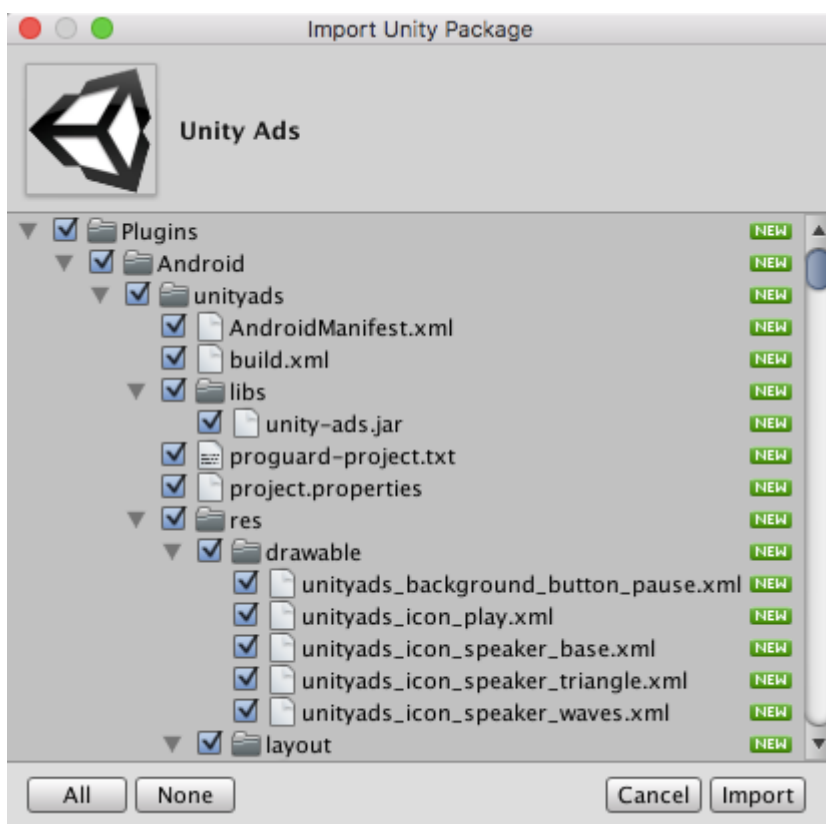 Import Unity Package
Unity Ads
Plugins NEW
Android NEW
unityads NEW
AndroidManifest.xml NEW
build.xml NEW
libs NEW
unity-ads.jar NEW
proguard-project.txt NEW
project.properties NEW
res NEW
drawable NEW
unityads_background_button_pause.xml NEW
unityads_icon_play.xml NEW
unityads_icon_speaker_base.xml NEW
unityads_icon_speaker_triangle.xml NEW
unityads_icon_speaker_waves.xml NEW
layout NEW
All None Cancel Import